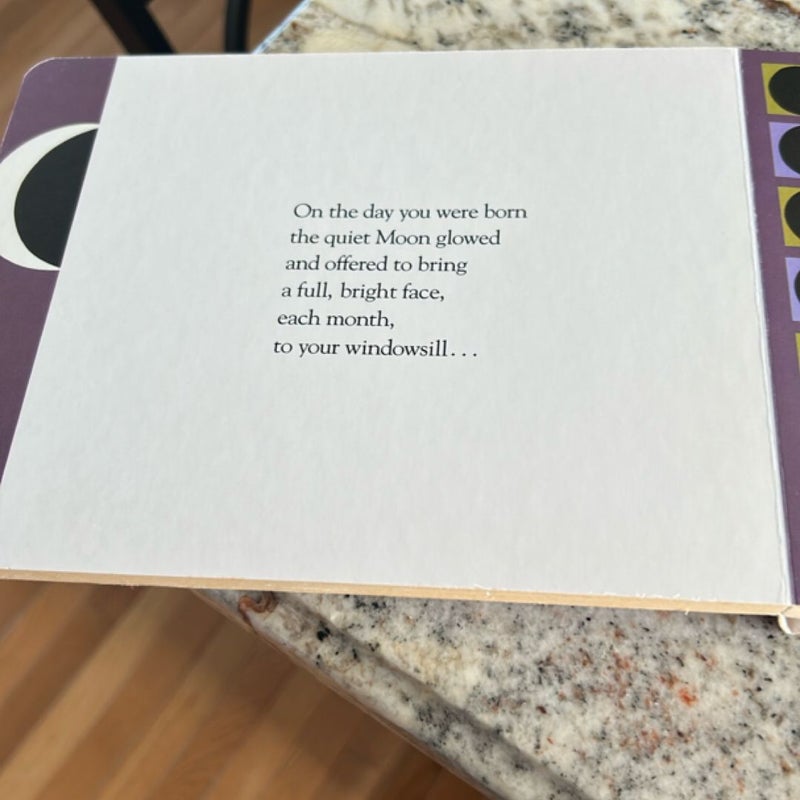 On the day you were born
the quiet Moon glowed
and offered to bring
a full, bright face,
each month,
to your windowsill...